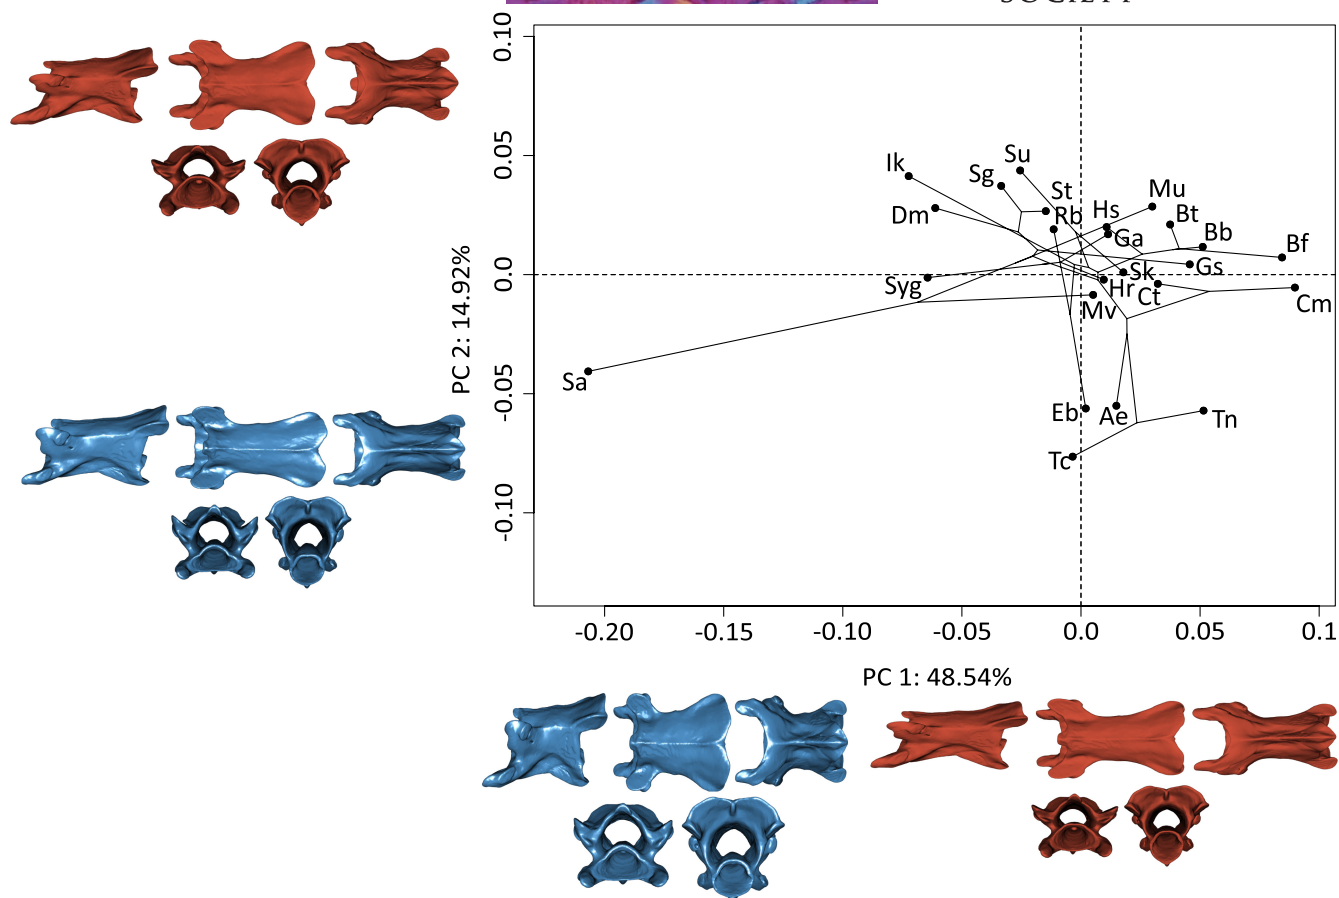 0.10
0.05
0.0
-0.05
-0.10
PC 2: 14.92%
Ik
Sg
Su
St
Dm
Rb
Hs
Mu
Bt
Ga
Bb
Bf
Gs
Sk
Syg
Hr
Ct
Cm
Mv
Sa
Eb
Ae
Tn
Tc
-0.20
-0.15
-0.10
-0.05
0.0
0.05
0.1
PC 1: 48.54%